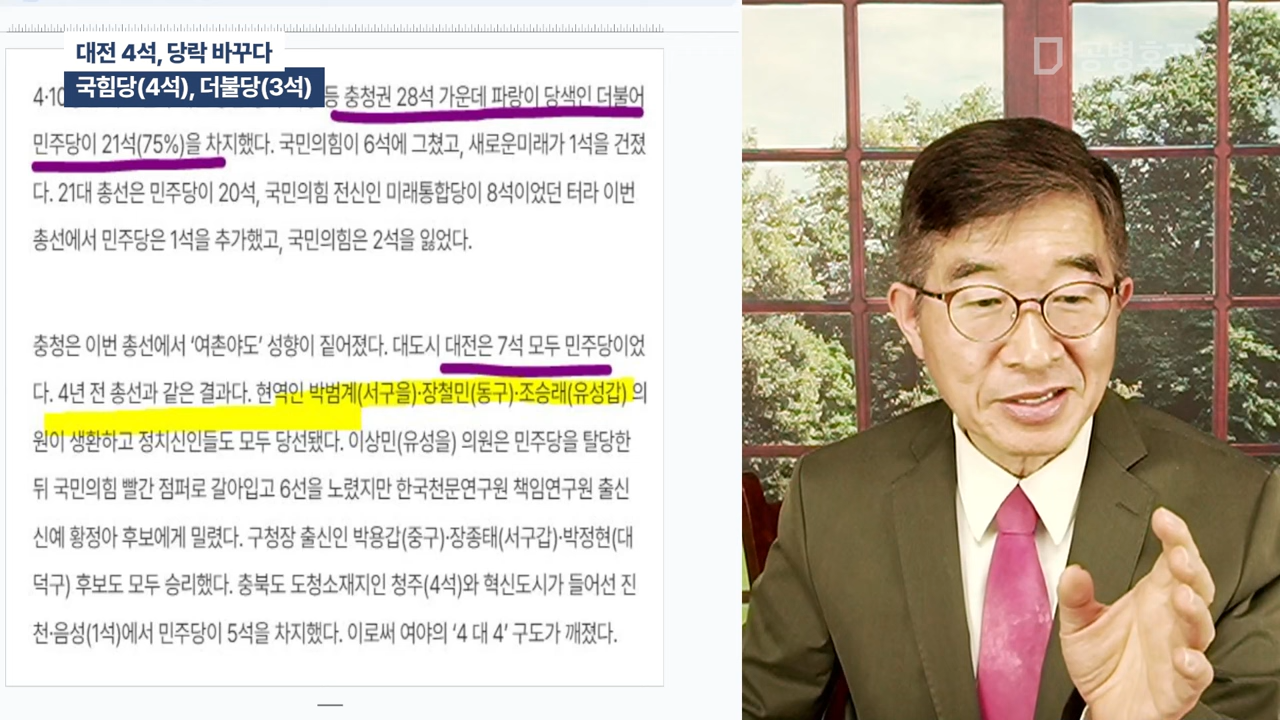 대전 4석, 당락 바꾸다
국힘당(4석), 더불당(3석)
공병호
4·10
등 충청권 28석 가운데 파랑이 당색인 더불어
민주당이 21석(75%)을 차지했다. 국민의힘이 6석에 그쳤고, 새로운미래가 1석을 건졌
다. 21대 총선은 민주당이 20석, 국민의힘 전신인 미래통합당이 8석이었던 터라 이번
총선에서 민주당은 1석을 추가했고, 국민의힘은 2석을 잃었다.
충청은 이번 총선에서 ‘여촌야도’ 성향이 짙어졌다. 대도시 대전은 7석 모두 민주당이었
다. 4년 전 총선과 같은 결과다. 현역인 박범계(서구을)·장철민(동구)·조승래(유성갑) 의
원이 생환하고 정치신인들도 모두 당선됐다. 이상민(유성을) 의원은 민주당을 탈당한
뒤 국민의힘 빨간 점퍼로 갈아입고 6선을 노렸지만 한국천문연구원 책임연구원 출신
신예 황정아 후보에게 밀렸다. 구청장 출신인 박용갑(중구)·장종태(서구갑)·박정현(대
덕구) 후보도 모두 승리했다. 충북도 도청소재지인 청주(4석)와 혁신도시가 들어선 진
천·음성(1석)에서 민주당이 5석을 차지했다. 이로써 여야의 ‘4 대 4’ 구도가 깨졌다.